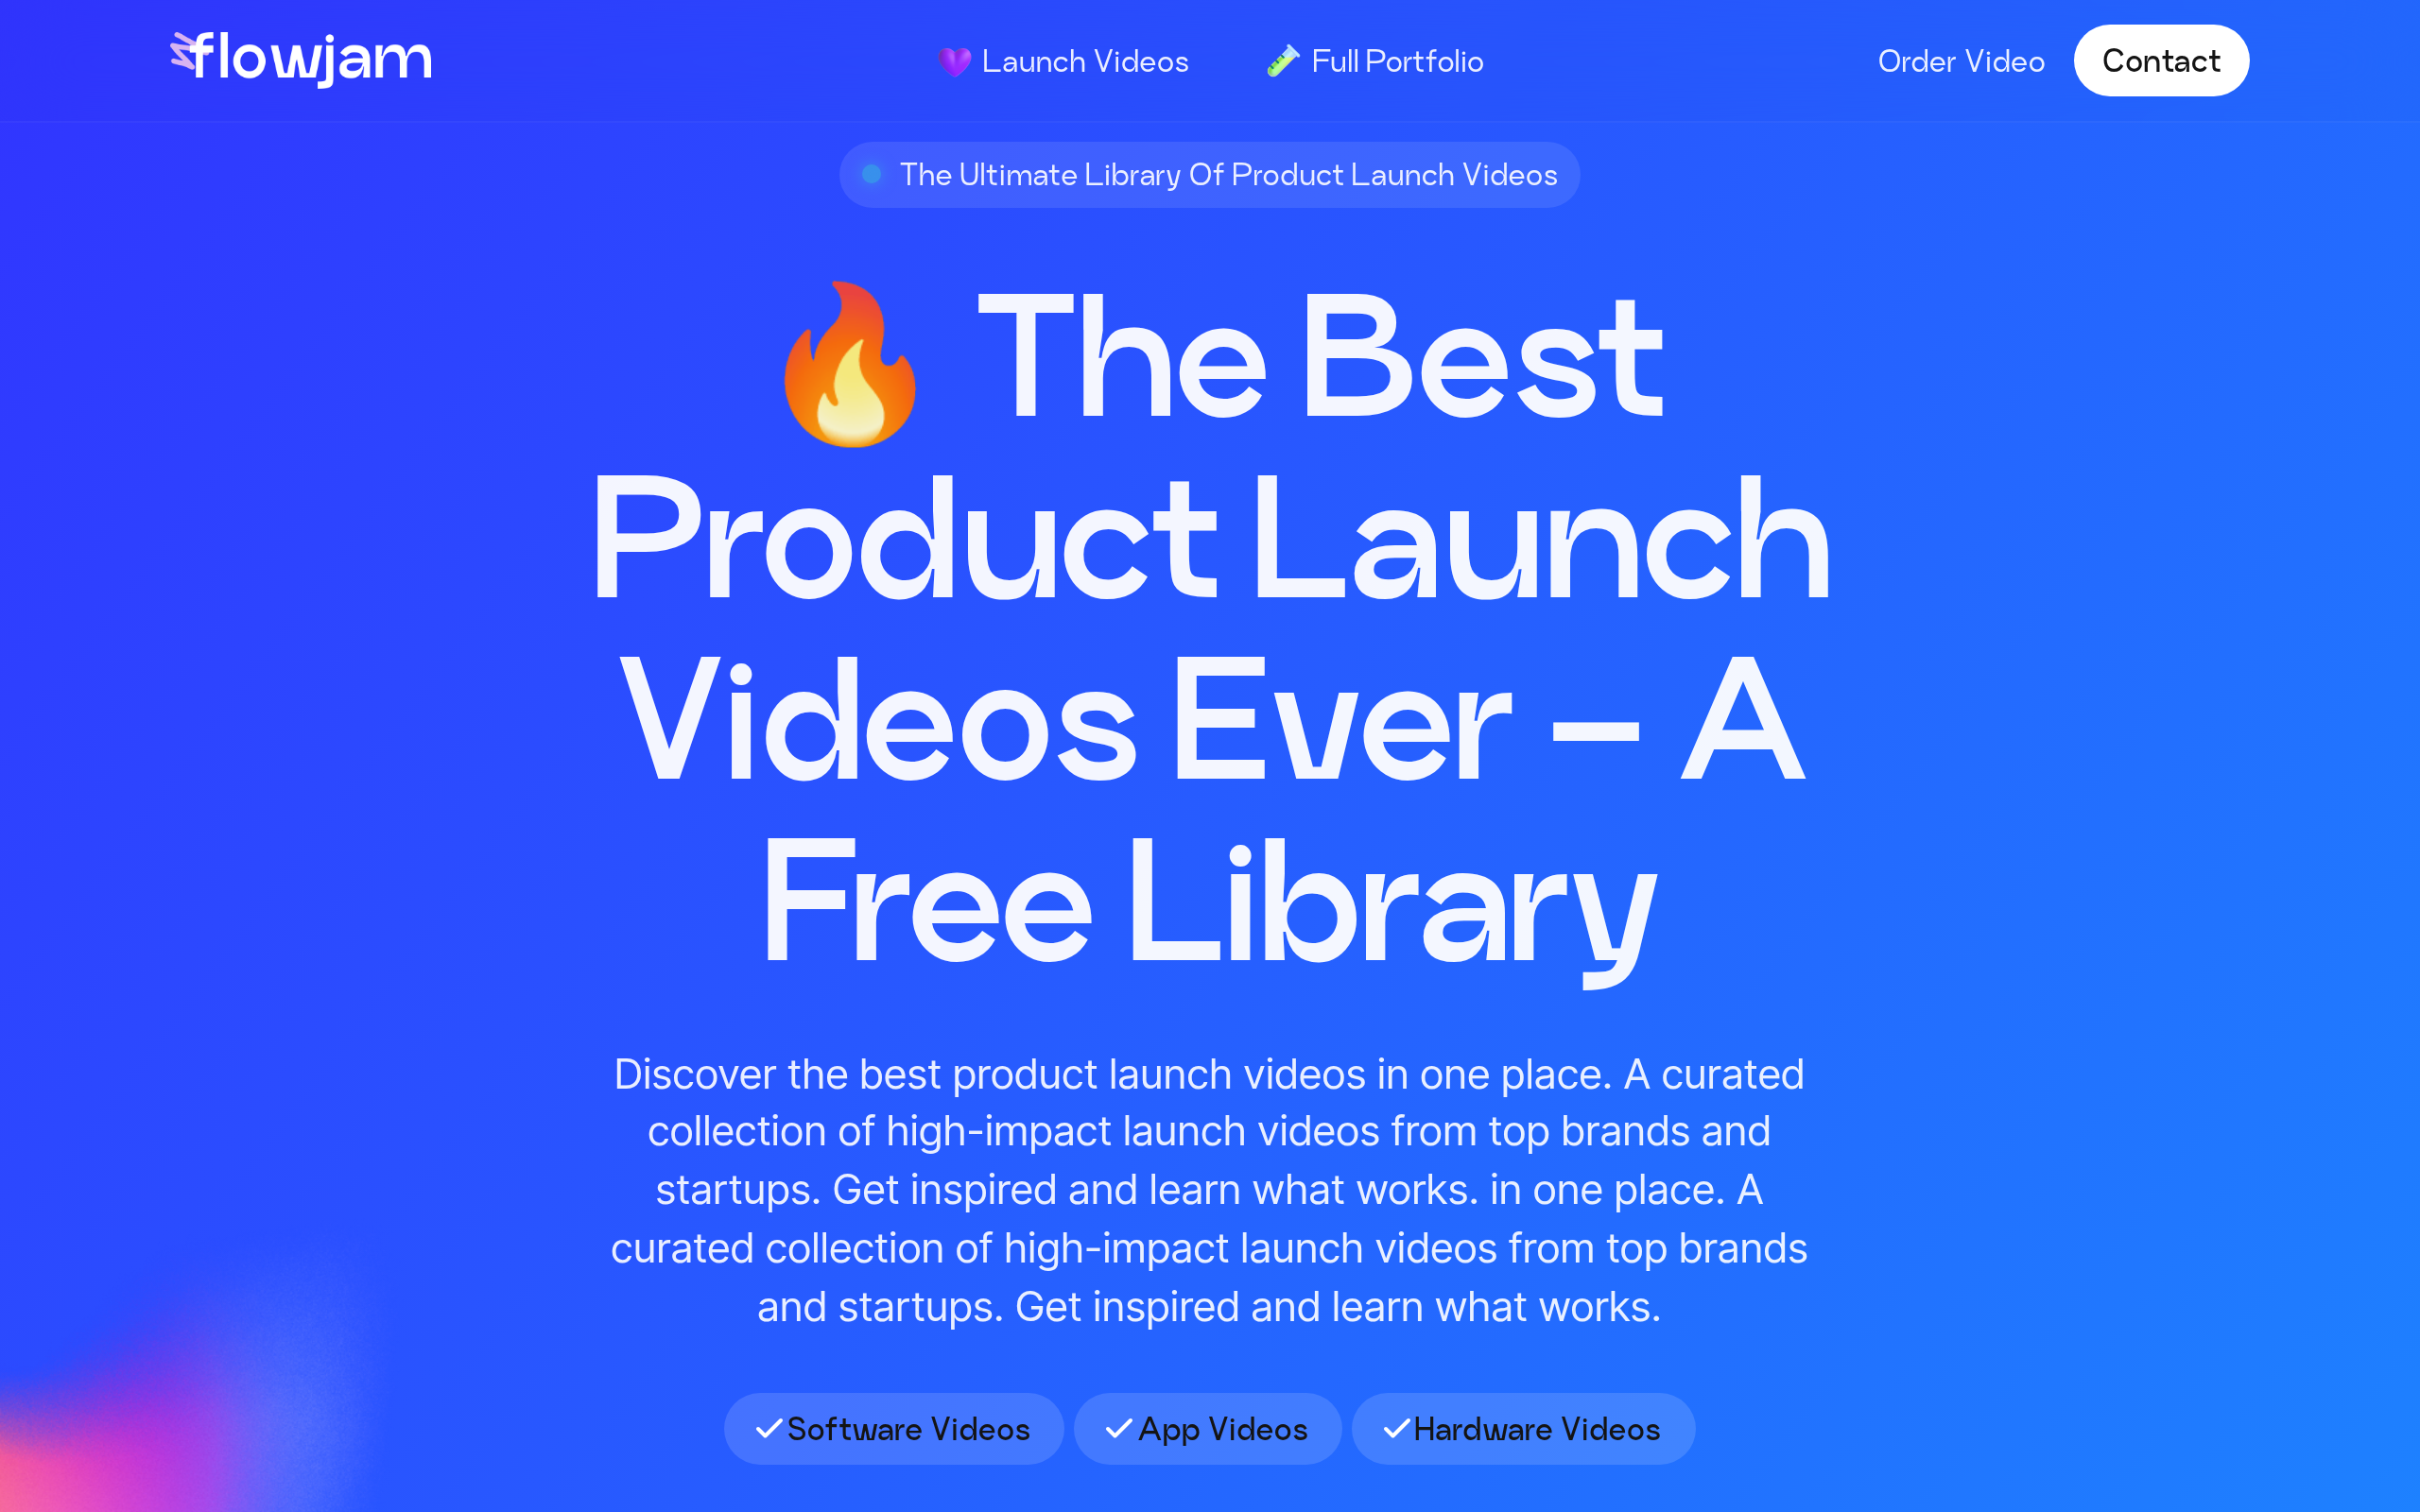 flowjam
💜 Launch Videos
🧪 Full Portfolio
Order Video
Contact
The Ultimate Library Of Product Launch Videos
🔥 The Best
Product Launch
Videos Ever – A
Free Library
Discover the best product launch videos in one place. A curated
collection of high-impact launch videos from top brands and
startups. Get inspired and learn what works. in one place. A
curated collection of high-impact launch videos from top brands
and startups. Get inspired and learn what works.
Software Videos
App Videos
Hardware Videos